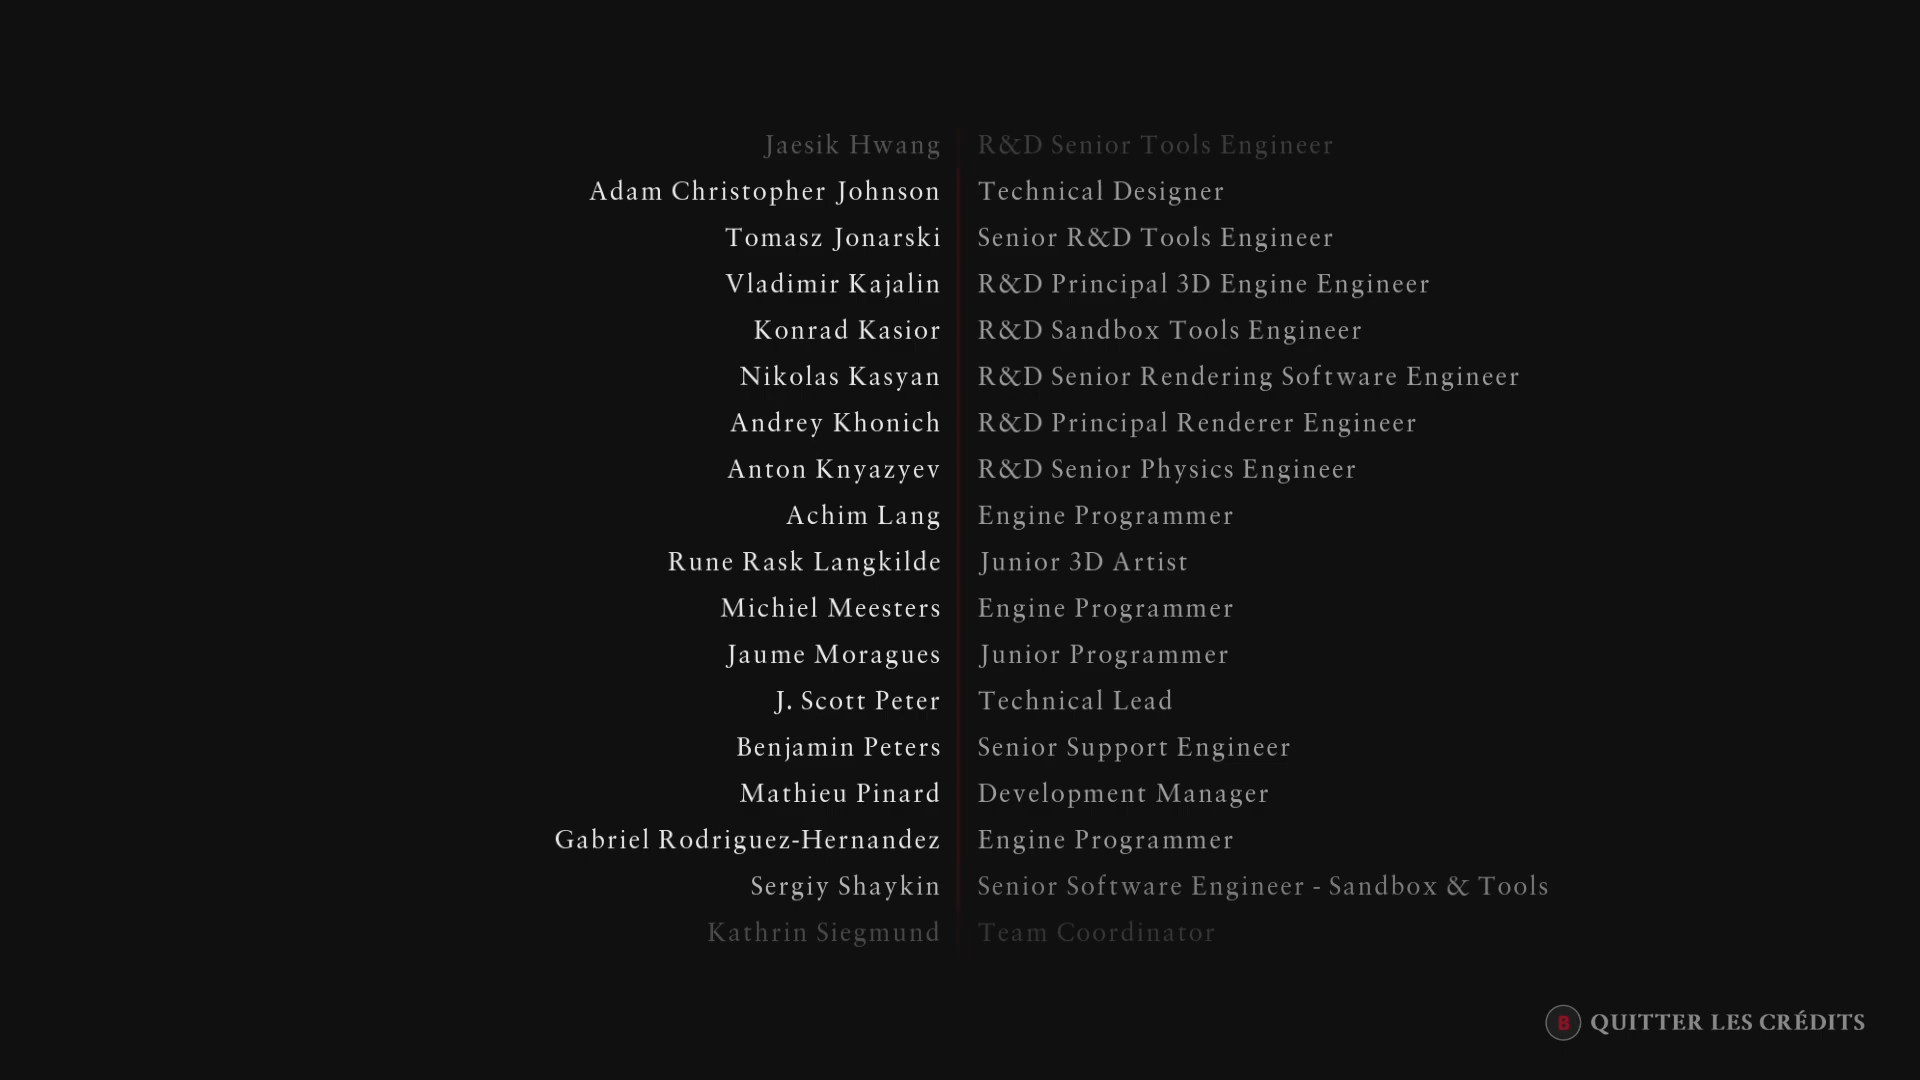 Jaesik Hwang R&D Senior Tools Engineer
Adam Christopher Johnson Technical Designer
Tomasz Jonarski Senior R&D Tools Engineer
Vladimir Kajalin R&D Principal 3D Engine Engineer
Konrad Kasior R&D Sandbox Tools Engineer
Nikolas Kasyan R&D Senior Rendering Software Engineer
Andrey Khonich R&D Principal Renderer Engineer
Anton Knyazyev R&D Senior Physics Engineer
Achim Lang Engine Programmer
Rune Rask Langkilde Junior 3D Artist
Michiel Meesters Engine Programmer
Jaume Moragues Junior Programmer
J. Scott Peter Technical Lead
Benjamin Peters Senior Support Engineer
Mathieu Pinard Development Manager
Gabriel Rodriguez-Hernandez Engine Programmer
Sergiy Shaykin Senior Software Engineer - Sandbox & Tools
Kathrin Siegmund Team Coordinator
B QUITTER LES CRÉDITS